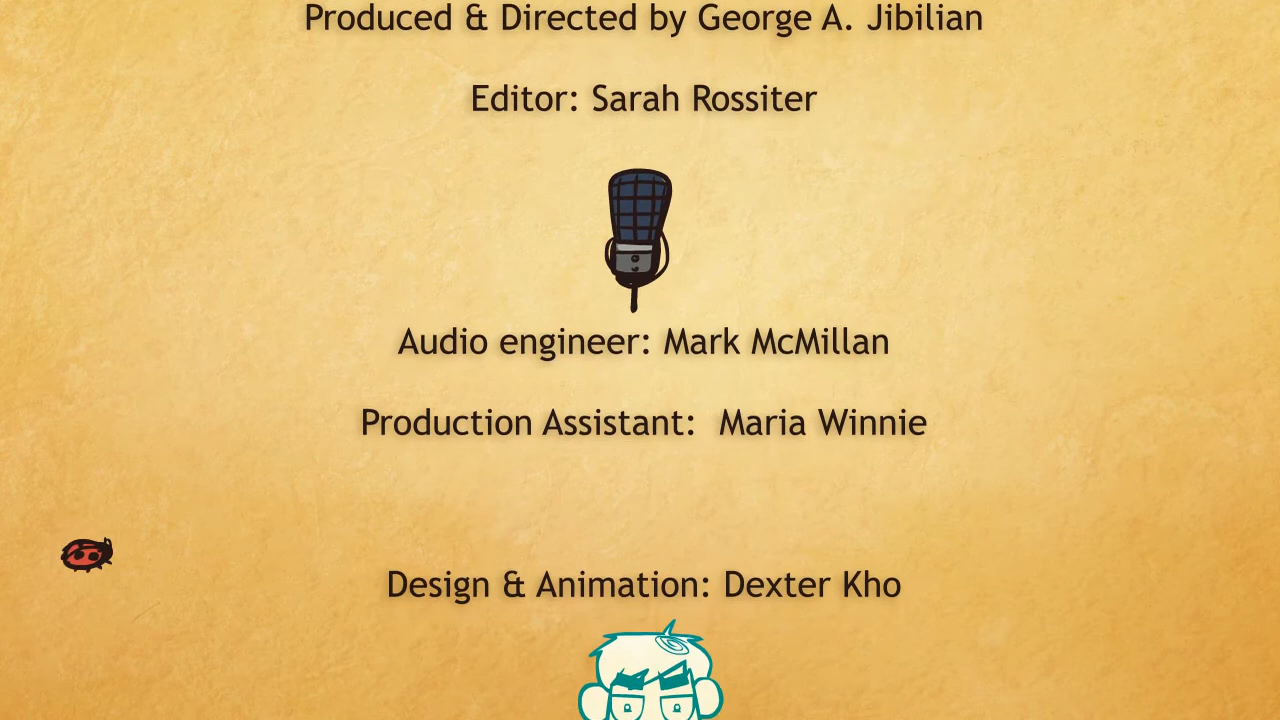 Produced & Directed by George A. Jibilian
Editor: Sarah Rossiter
Audio engineer: Mark McMillan
Production Assistant:  Maria Winnie
Design & Animation: Dexter Kho